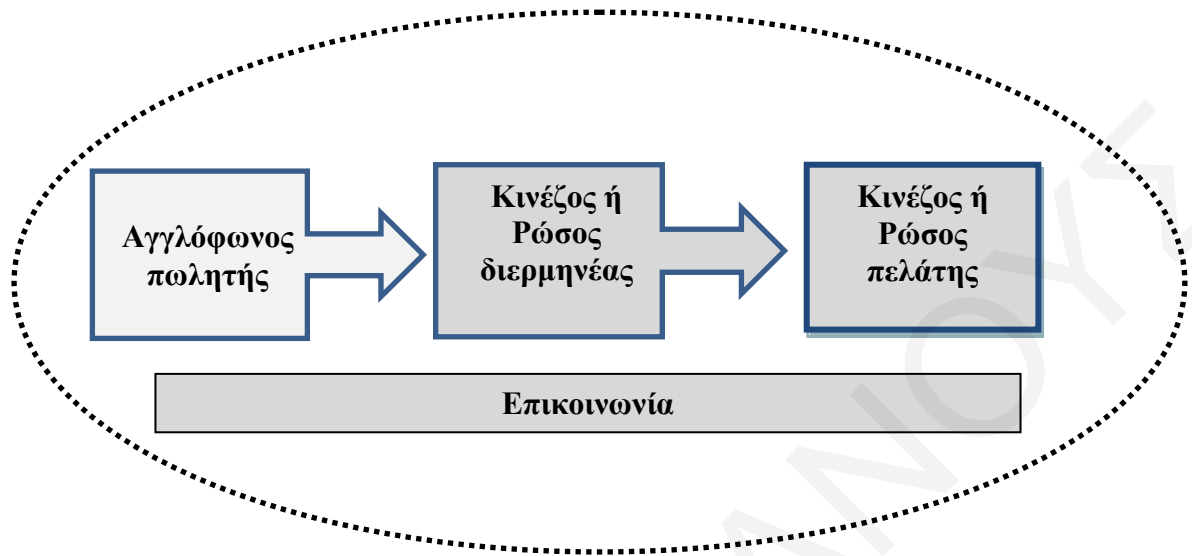 Αγγλόφωνος
πωλητής
Κινέζος ή
Ρώσος
διερμηνέας
Κινέζος ή
Ρώσος
πελάτης
Επικοινωνία